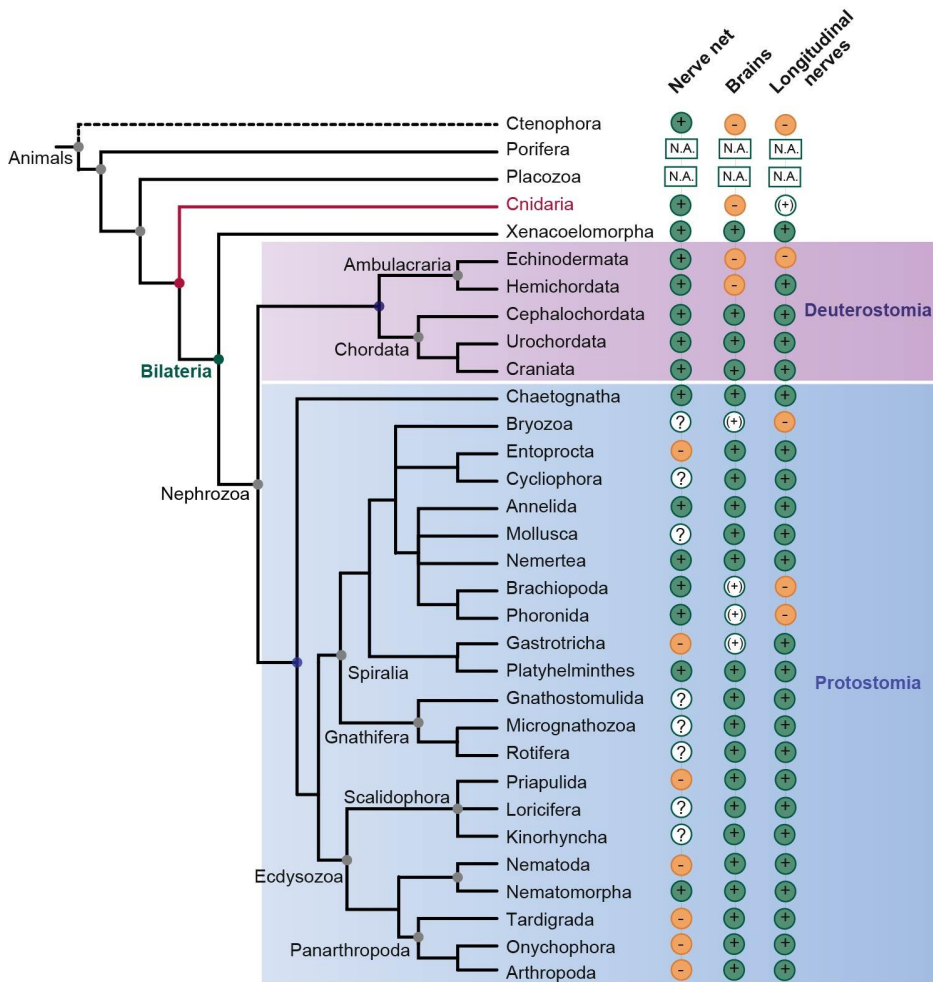 Nerve net
Brains
Longitudinal
nerves
Animals
Ctenophora + - -
Porifera N.A. N.A. N.A.
Placozoa N.A. N.A. N.A.
Cnidaria + - (+)
Xenacoelomorpha + + +
Ambulacraria
Echinodermata + - -
Hemichordata + - +
Deuterostomia
Cephalochordata + + +
Chordata
Urochordata + + +
Bilateria
Craniata + + +
Chaetognatha + + +
Bryozoa ? (+) -
Entoprocta - + +
Cycliophora ? + +
Nephrozoa
Annelida + + +
Mollusca ? + +
Nemertea + + +
Brachiopoda + (+) -
Phoronida + (+) -
Gastrotricha - (+) +
Spiralia
Platyhelminthes + + +
Protostomia
Gnathostomulida ? + +
Gnathifera
Micrognathozoa ? + +
Rotifera ? + +
Priapulida - + +
Scalidophora
Loricifera ? + +
Kinorhyncha ? + +
Ecdysozoa
Nematoda - + +
Nematomorpha + + +
Tardigrada - + +
Panarthropoda
Onychophora - + +
Arthropoda - + +